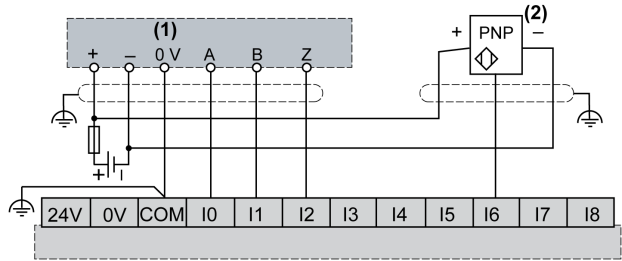 (1)
(2)
+ – 0 V A B Z
+ PNP –
+ –
24V 0V COM I0 I1 I2 I3 I4 I5 I6 I7 I8